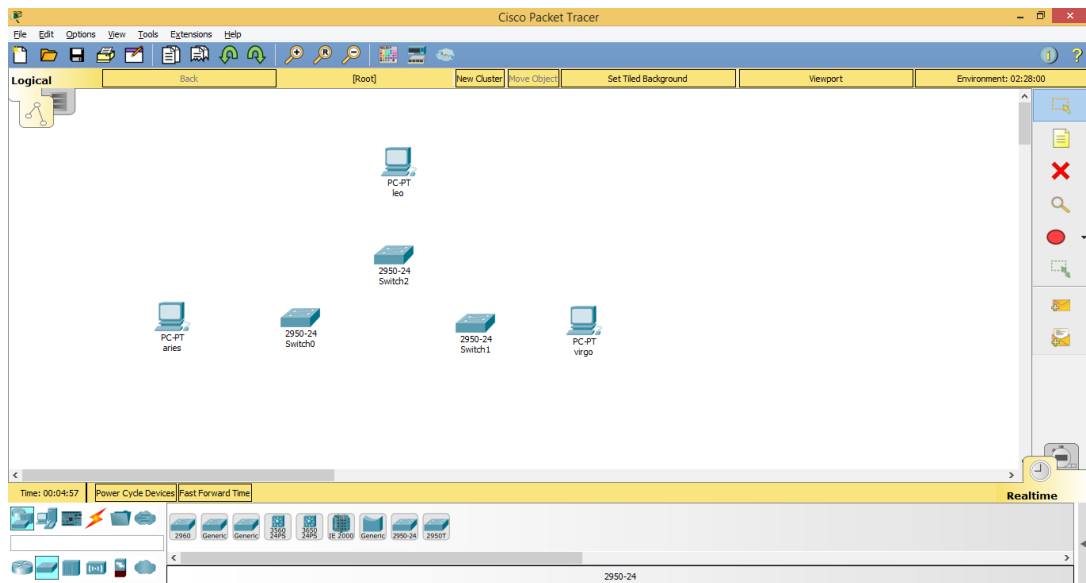 Cisco Packet Tracer
File Edit Options View Tools Extensions Help
Logical Back [Root] New Cluster Move Object Set Tiled Background Viewport Environment: 02:28:00
PC-PT
leo
2950-24
Switch2
PC-PT
aries
2950-24
Switch0
2950-24
Switch1
PC-PT
virgo
Time: 00:04:57 Power Cycle Devices Fast Forward Time Realtime
2960 Generic Generic 3560 24PS 3650 24PS IE 2000 Generic 2950-24 2950T
2950-24